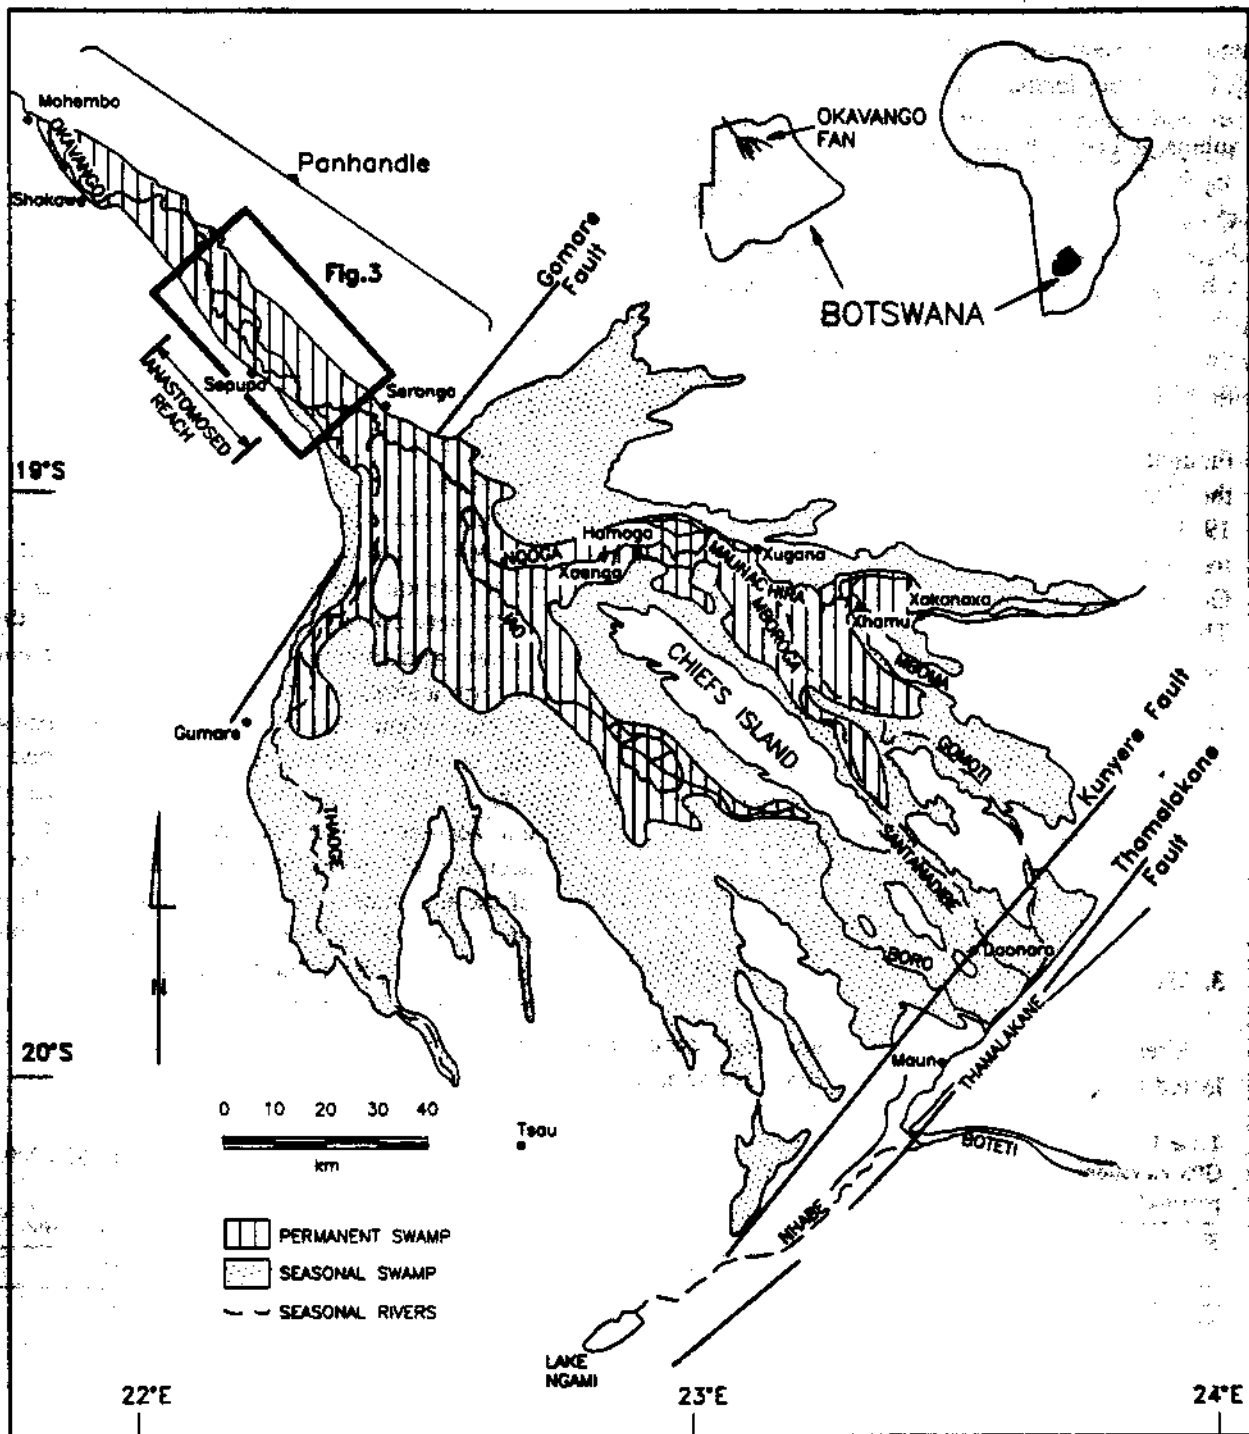 Mohembo
OKAVANGO
Shakawe
Panhandle
OKAVANGO
FAN
BOTSWANA
Fig.3
Gomare
Fault
Sepupa
Seronga
ANASTOMOSED
REACH
19°S
Hamoga
NQOGA
Xaenga
MAUNACHIRA
Xugana
MBOROGA
Xakanaxa
Xhamu
MBOMA
JAO
CHIEFS ISLAND
GOMOTI
Kunyere Fault
Thamalakane
Fault
Gumare
THAOGE
SANTANADIBE
BORO
Daonara
N
20°S
Maune
THAMALAKANE
0 10 20 30 40
km
Tsau
BOTETI
NHABE
PERMANENT SWAMP
SEASONAL SWAMP
SEASONAL RIVERS
LAKE
NGAMI
22°E
23°E
24°E